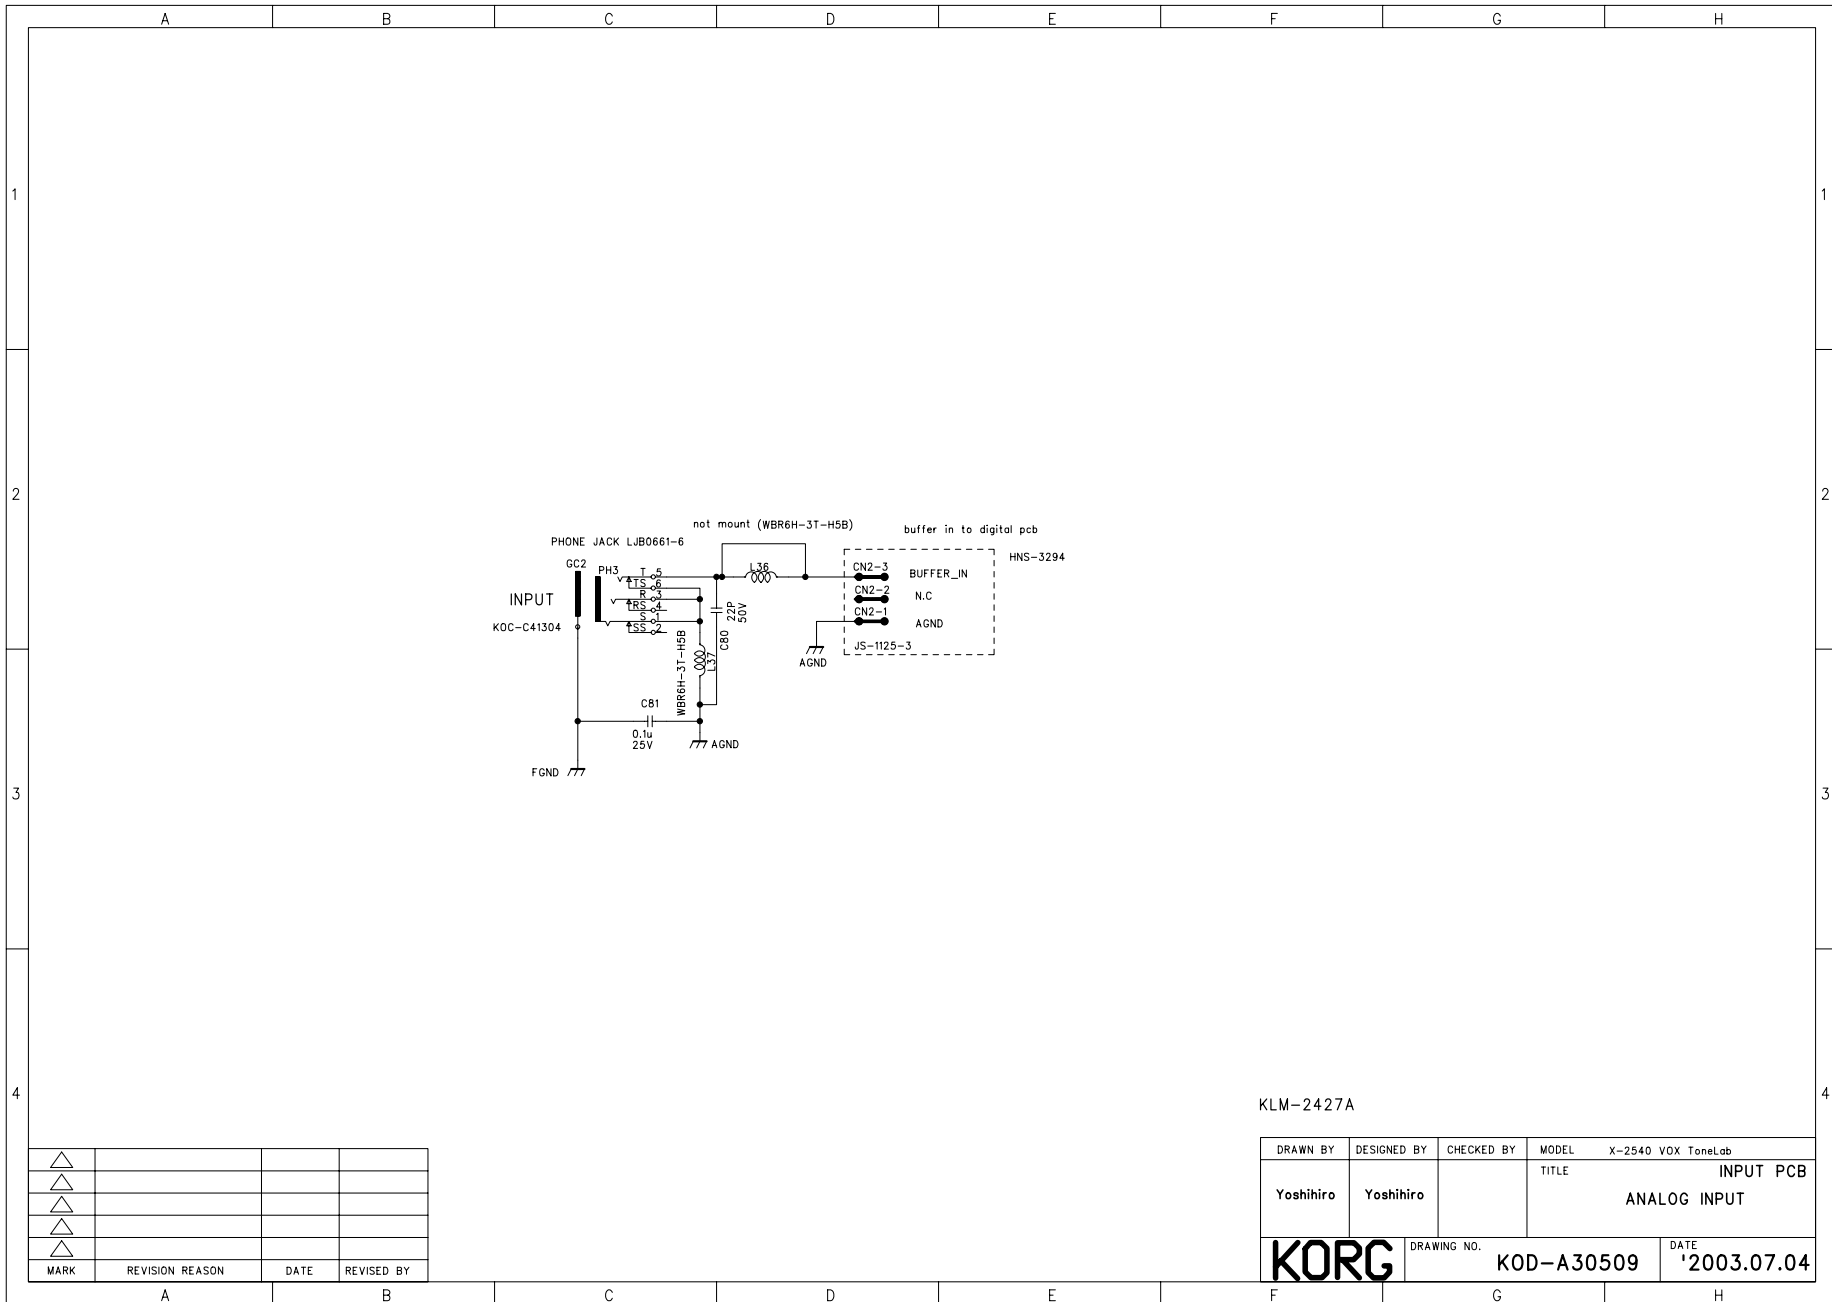 A B C D E F G H
1 1
2 2
not mount (WBR6H-3T-H5B)
buffer in to digital pcb
PHONE JACK LJB0661-6
HNS-3294
GC2
PH3
T 5
TS 6
R 3
RS 4
S 1
SS 2
INPUT
KOC-C41304
L36
CN2-3 BUFFER_IN
CN2-2 N.C
CN2-1 AGND
JS-1125-3
22P
50V
C80
AGND
WBR6H-3T-H5B
L37
C81
0.1u
25V
AGND
FGND
3 3
4 4
KLM-2427A
MARK REVISION REASON DATE REVISED BY
DRAWN BY DESIGNED BY CHECKED BY MODEL X-2540 VOX ToneLab
TITLE INPUT PCB
Yoshihiro Yoshihiro ANALOG INPUT
KORG DRAWING NO. KOD-A30509 DATE '2003.07.04
A B C D E F G H